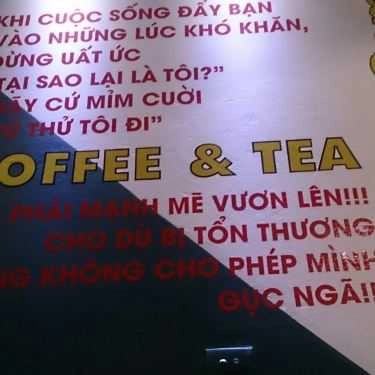 KHI CUỘC SỐNG ĐẨY BẠN
VÀO NHỮNG LÚC KHÓ KHĂN,
ĐỪNG UẤT ỨC
TẠI SAO LẠI LÀ TÔI?”
HÃY CỨ MỈM CƯỜI
THỬ TÔI ĐI”
OFFEE & TEA
PHẢI MẠNH MẼ VƯƠN LÊN!!!
CHO DÙ BỊ TỔN THƯƠNG
NG KHÔNG CHO PHÉP MÌNH
GỤC NGÃ!!